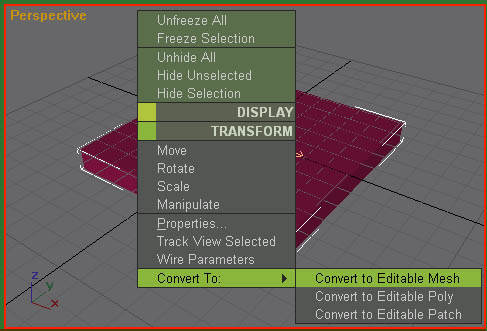 Perspective
Unfreeze All
Freeze Selection
Unhide All
Hide Unselected
Hide Selection
DISPLAY
TRANSFORM
Move
Rotate
Scale
Manipulate
Properties...
Track View Selected
Wire Parameters
Convert To:
Convert to Editable Mesh
Convert to Editable Poly
Convert to Editable Patch
z
y
x